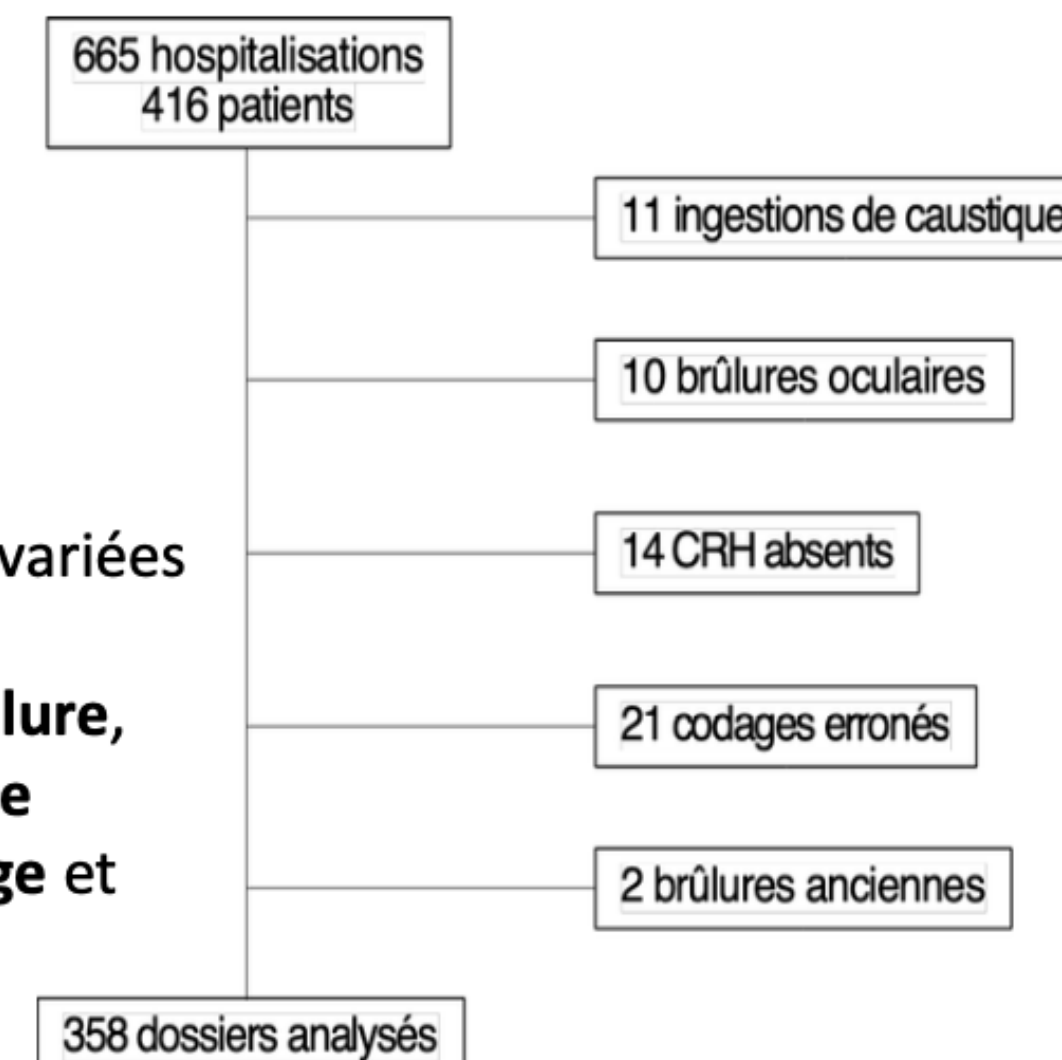 665 hospitalisations
416 patients
11 ingestions de caustique
10 brûlures oculaires
variées
14 CRH absents
lure,
21 codages erronés
e
ge et
2 brûlures anciennes
358 dossiers analysés